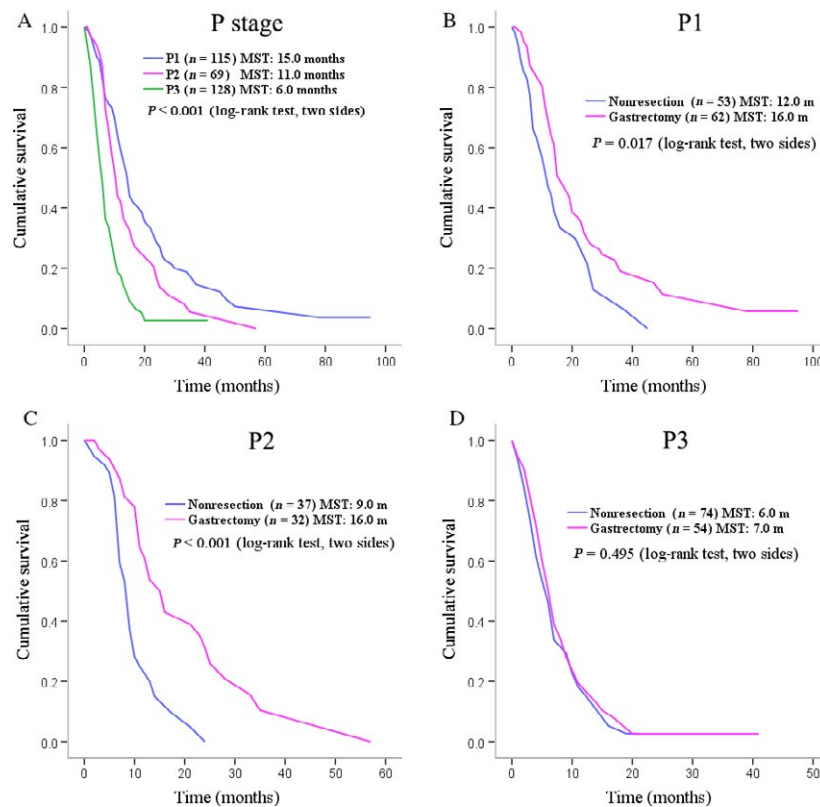 A
P stage
P1 (n = 115) MST: 15.0 months
P2 (n = 69) MST: 11.0 months
P3 (n = 128) MST: 6.0 months
P < 0.001 (log-rank test, two sides)
Cumulative survival
1.0
0.8
0.6
0.4
0.2
0.0
0 20 40 60 80 100
Time (months)
B
P1
Nonresection (n = 53) MST: 12.0 m
Gastrectomy (n = 62) MST: 16.0 m
P = 0.017 (log-rank test, two sides)
Cumulative survival
1.0
0.8
0.6
0.4
0.2
0.0
0 20 40 60 80 100
Time (months)
C
P2
Nonresection (n = 37) MST: 9.0 m
Gastrectomy (n = 32) MST: 16.0 m
P < 0.001 (log-rank test, two sides)
Cumulative survival
1.0
0.8
0.6
0.4
0.2
0.0
0 10 20 30 40 50 60
Time (months)
D
P3
Nonresection (n = 74) MST: 6.0 m
Gastrectomy (n = 54) MST: 7.0 m
P = 0.495 (log-rank test, two sides)
Cumulative survival
1.0
0.8
0.6
0.4
0.2
0.0
0 10 20 30 40 50
Time (months)